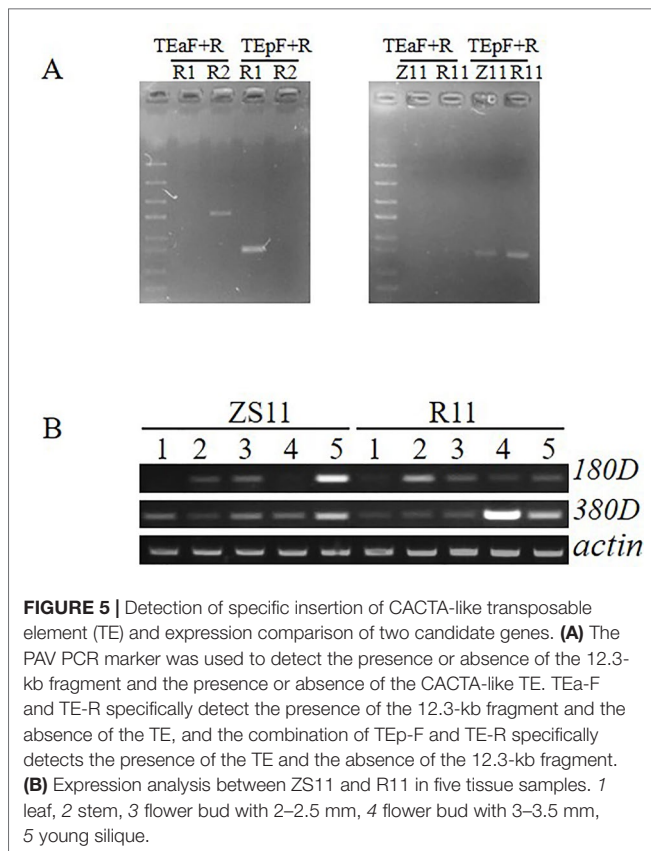 A
TEaF+R TEpF+R
R1 R2 R1 R2
TEaF+R TEpF+R
Z11 R11 Z11 R11
B
ZS11 R11
1 2 3 4 5 1 2 3 4 5
180D
380D
actin
FIGURE 5 | Detection of specific insertion of CACTA-like transposable
element (TE) and expression comparison of two candidate genes. (A) The
PAV PCR marker was used to detect the presence or absence of the 12.3-
kb fragment and the presence or absence of the CACTA-like TE. TEa-F
and TE-R specifically detect the presence of the 12.3-kb fragment and the
absence of the TE, and the combination of TEp-F and TE-R specifically
detects the presence of the TE and the absence of the 12.3-kb fragment.
(B) Expression analysis between ZS11 and R11 in five tissue samples. 1
leaf, 2 stem, 3 flower bud with 2–2.5 mm, 4 flower bud with 3–3.5 mm,
5 young silique.